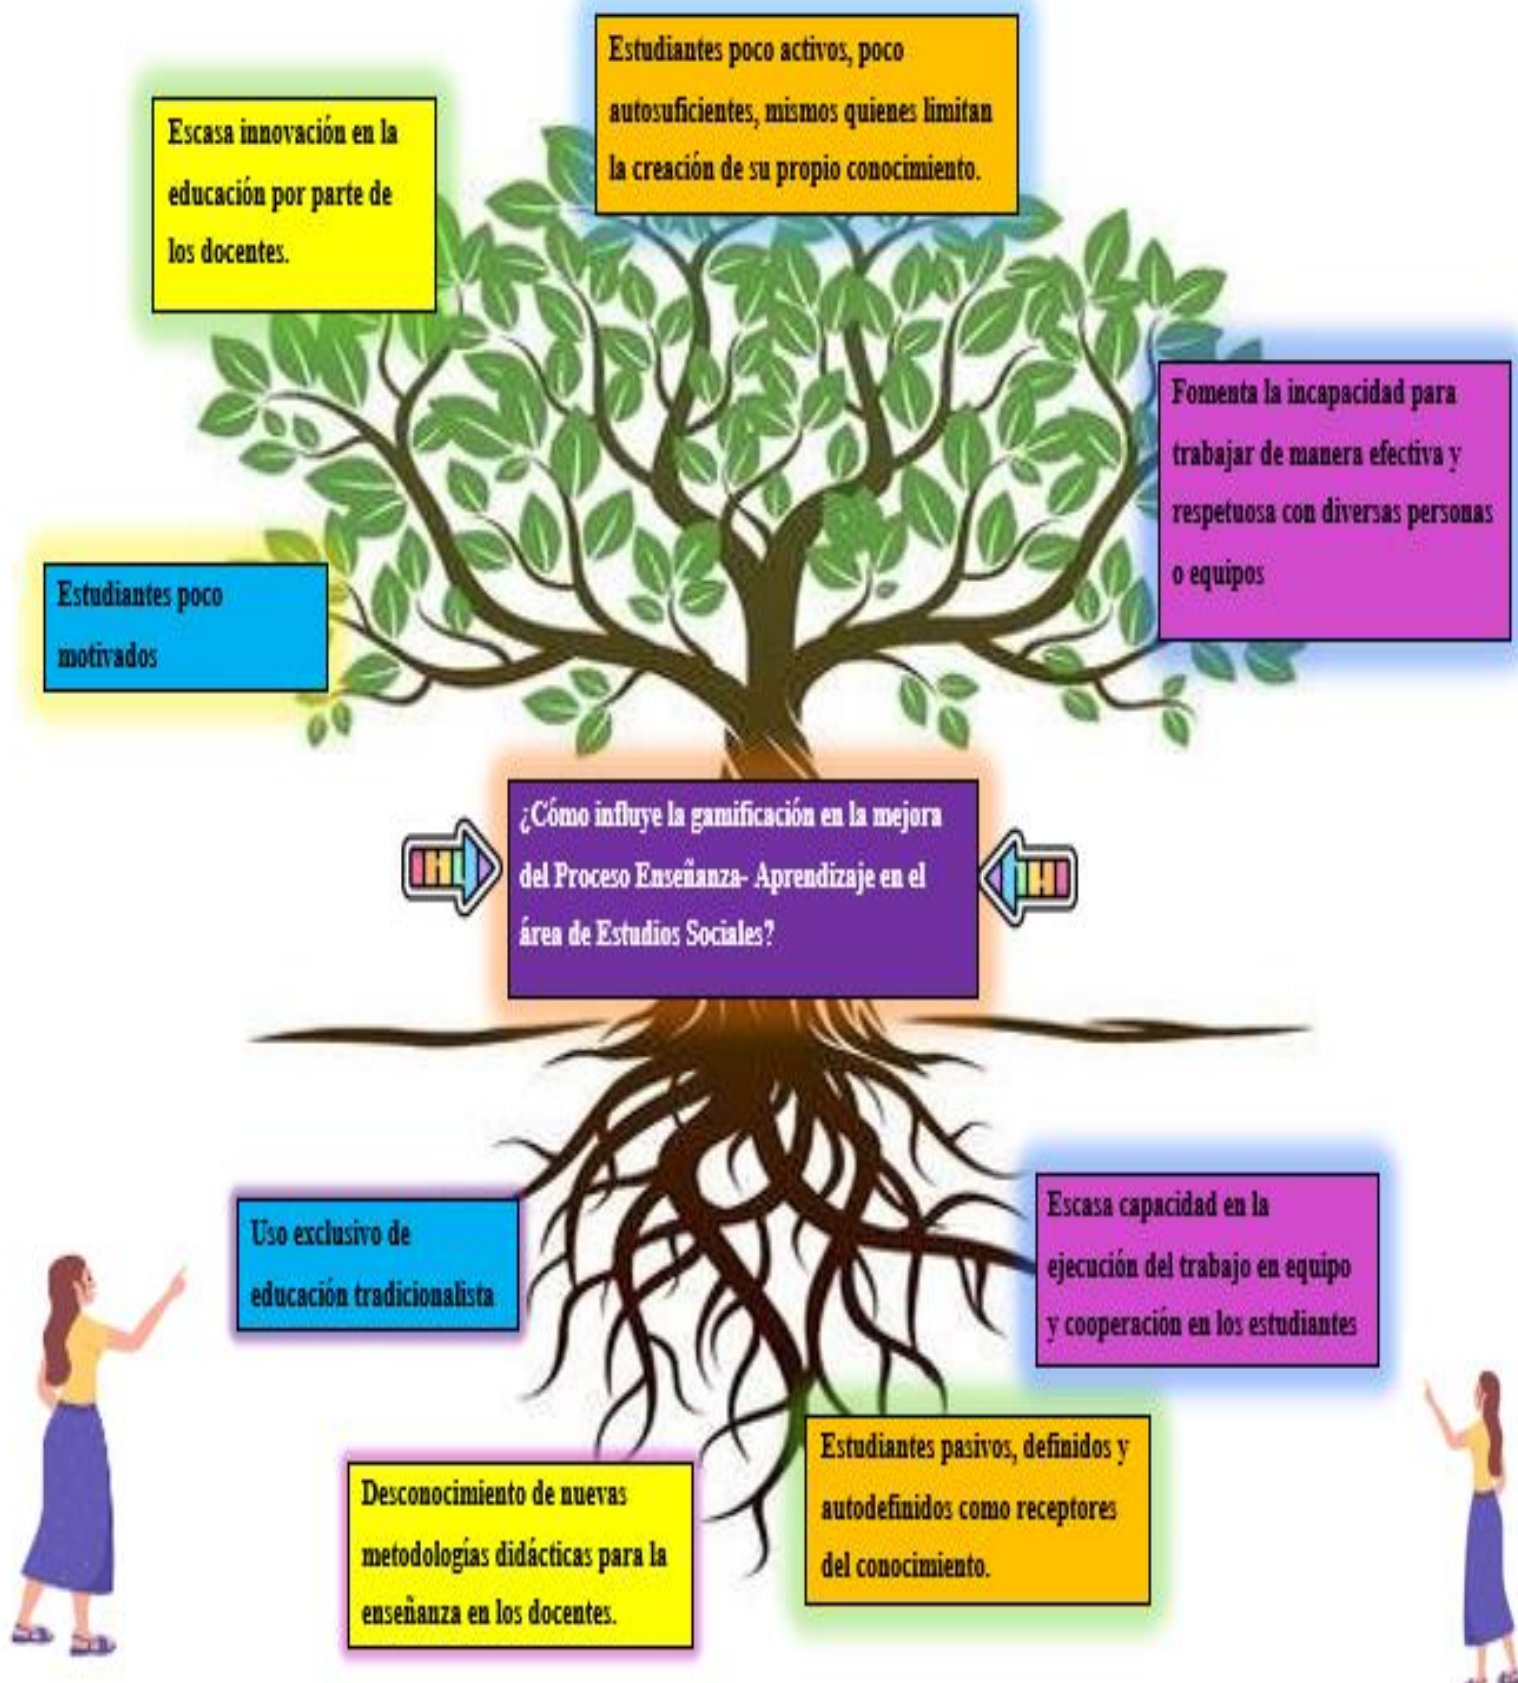 Estudiantes poco activos, poco
autosuficientes, mismos quienes limitan
la creación de su propio conocimiento.
Escasa innovación en la
educación por parte de
los docentes.
Fomenta la incapacidad para
trabajar de manera efectiva y
respetuosa con diversas personas
o equipos
Estudiantes poco
motivados
¿Cómo influye la gamificación en la mejora
del Proceso Enseñanza- Aprendizaje en el
área de Estudios Sociales?
Uso exclusivo de
educación tradicionalista
Escasa capacidad en la
ejecución del trabajo en equipo
y cooperación en los estudiantes
Desconocimiento de nuevas
metodologías didácticas para la
enseñanza en los docentes.
Estudiantes pasivos, definidos y
autodefinidos como receptores
del conocimiento.